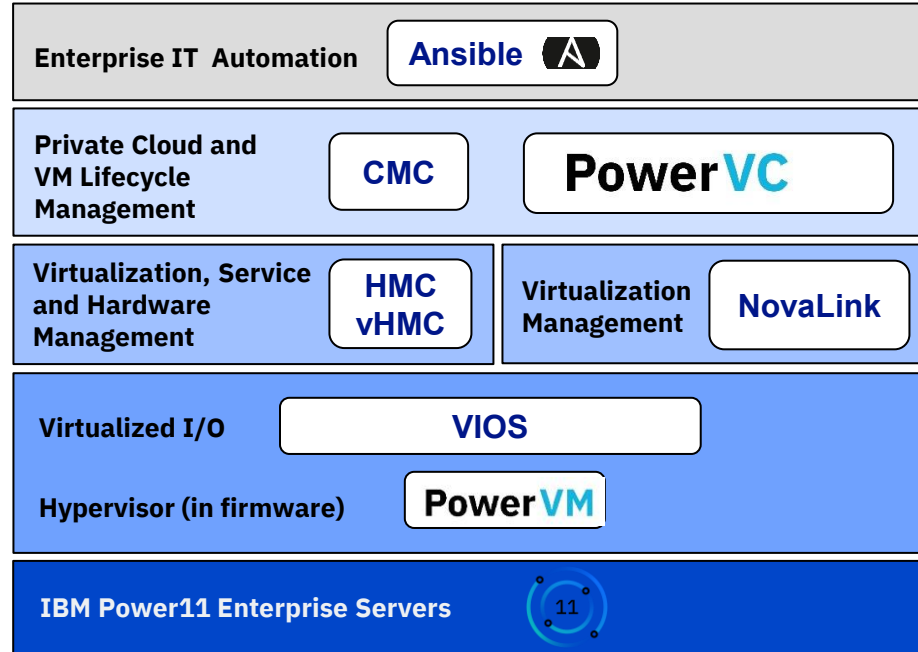 Enterprise IT Automation
Ansible
Private Cloud and
VM Lifecycle
Management
CMC
PowerVC
Virtualization, Service
and Hardware
Management
HMC
vHMC
Virtualization
Management
NovaLink
Virtualized I/O
VIOS
Hypervisor (in firmware)
PowerVM
IBM Power11 Enterprise Servers
11